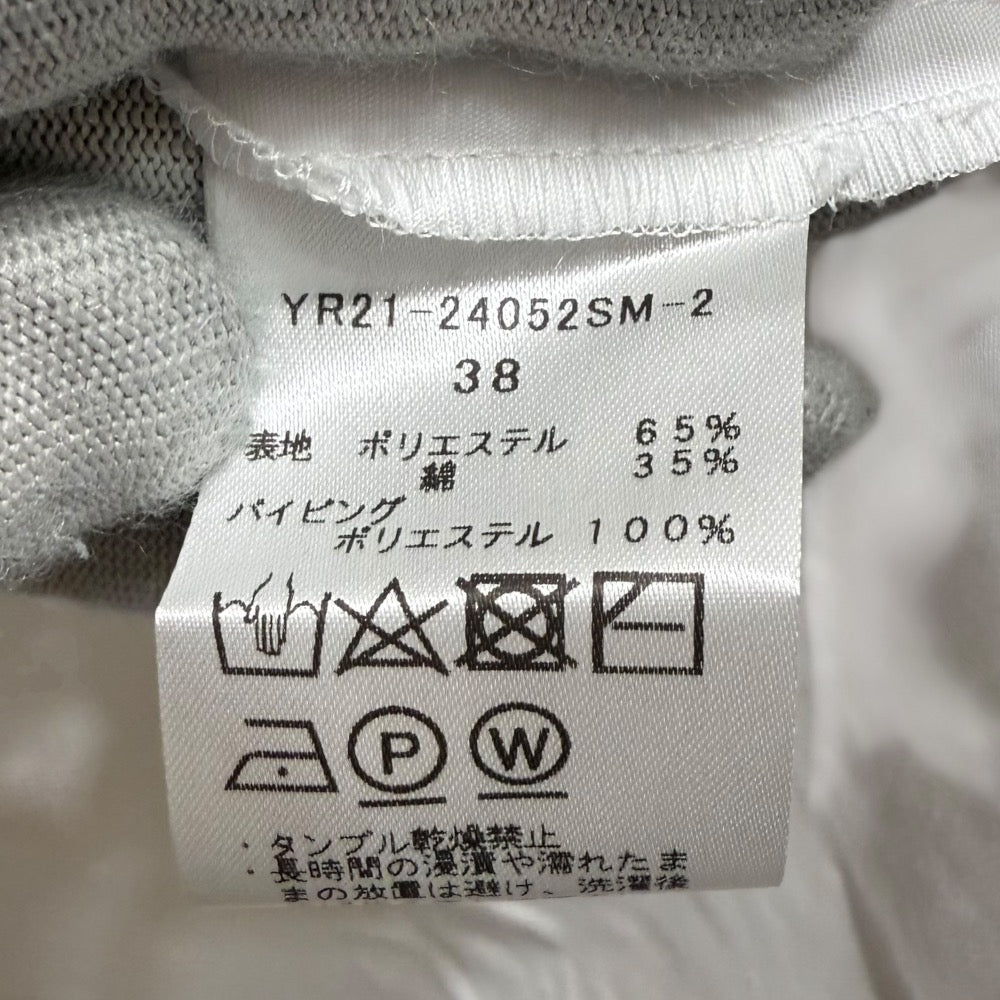 YR21-24052SM-2
38
表地 ポリエステル 65%
綿 35%
パイピング
ポリエステル 100%
P W
・タンブル乾燥禁止
・長時間の浸漬や濡れたま
まの放置は避け、洗濯後